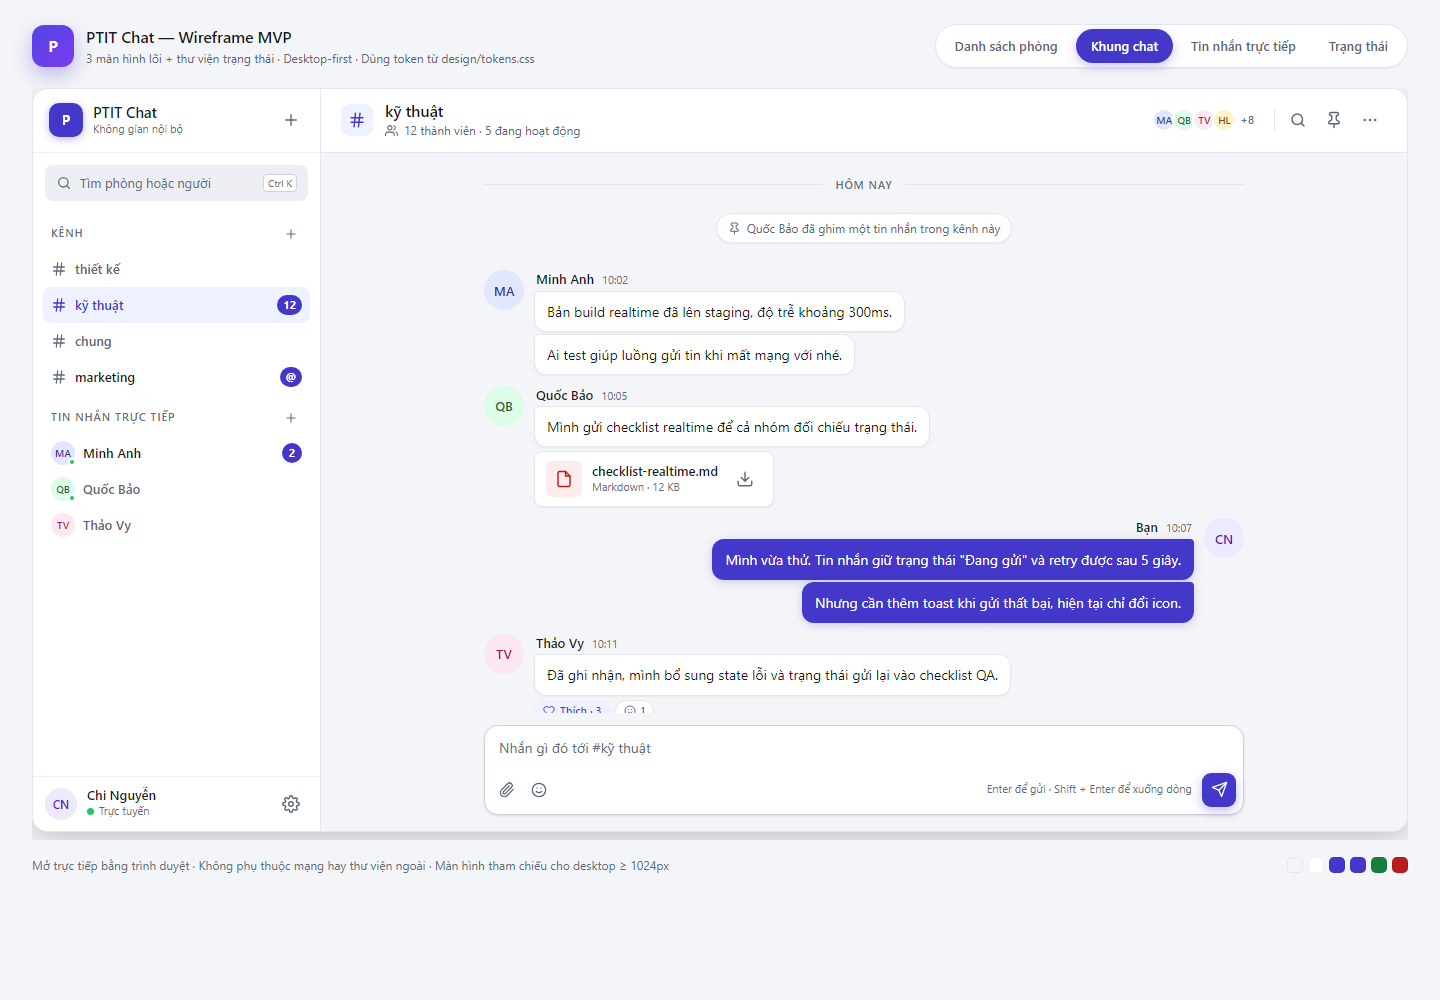 P
PTIT Chat — Wireframe MVP
3 màn hình lõi + thư viện trạng thái · Desktop-first · Dùng token từ design/tokens.css
Danh sách phòng
Khung chat
Tin nhắn trực tiếp
Trạng thái
P
PTIT Chat
Không gian nội bộ
Tìm phòng hoặc người
Ctrl K
KÊNH
thiết kế
kỹ thuật
12
chung
marketing
@
TIN NHẮN TRỰC TIẾP
MA
Minh Anh
2
QB
Quốc Bảo
TV
Thảo Vy
CN
Chi Nguyễn
Trực tuyến
kỹ thuật
12 thành viên · 5 đang hoạt động
MA QB TV HL +8
HÔM NAY
Quốc Bảo đã ghim một tin nhắn trong kênh này
MA
Minh Anh 10:02
Bản build realtime đã lên staging, độ trễ khoảng 300ms.
Ai test giúp luồng gửi tin khi mất mạng với nhé.
QB
Quốc Bảo 10:05
Mình gửi checklist realtime để cả nhóm đối chiếu trạng thái.
checklist-realtime.md
Markdown · 12 KB
Bạn 10:07
CN
Mình vừa thử. Tin nhắn giữ trạng thái "Đang gửi" và retry được sau 5 giây.
Nhưng cần thêm toast khi gửi thất bại, hiện tại chỉ đổi icon.
TV
Thảo Vy 10:11
Đã ghi nhận, mình bổ sung state lỗi và trạng thái gửi lại vào checklist QA.
Thích · 3
1
Nhắn gì đó tới #kỹ thuật
Enter để gửi · Shift + Enter để xuống dòng
Mở trực tiếp bằng trình duyệt · Không phụ thuộc mạng hay thư viện ngoài · Màn hình tham chiếu cho desktop ≥ 1024px